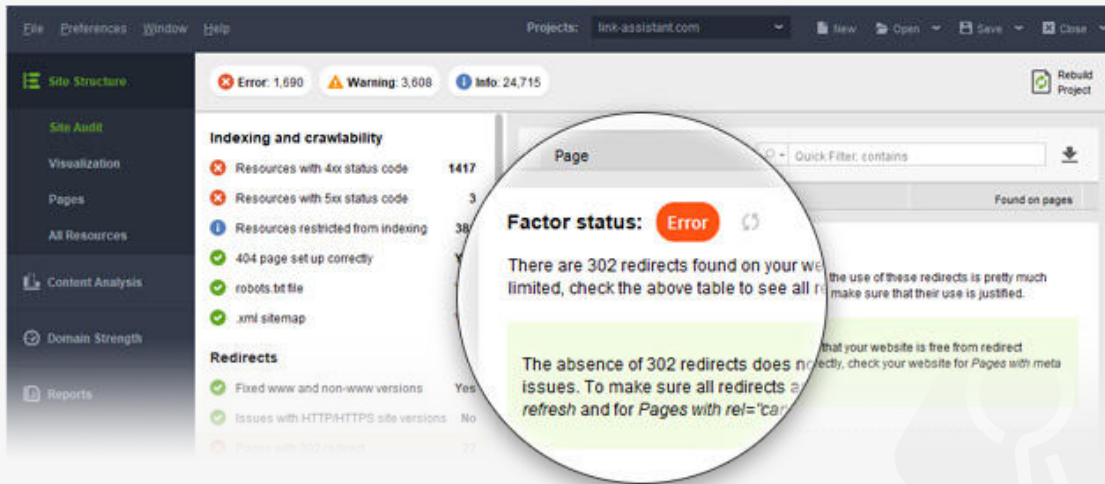 File Preferences Window Help Projects: link-assistant.com New Open Save Close
Site Structure
Error: 1,690 Warning: 3,608 Info: 24,715
Rebuild
Project
Site Audit
Visualization
Pages
All Resources
Content Analysis
Domain Strength
Reports
Indexing and crawlability
Resources with 4xx status code 1417
Resources with 5xx status code 3
Resources restricted from indexing 38
404 page set up correctly Y
robots.txt file
.xml sitemap
Redirects
Fixed www and non-www versions Yes
Issues with HTTP/HTTPS site versions No
Pages with 302 redirect 27
Page
Quick Filter: contains
Found on pages
Factor status: Error
There are 302 redirects found on your we
limited, check the above table to see all r
the use of these redirects is pretty much
make sure that their use is justified.
The absence of 302 redirects does no
issues. To make sure all redirects a
refresh and for Pages with rel="can
that your website is free from redirect
ectly, check your website for Pages with meta